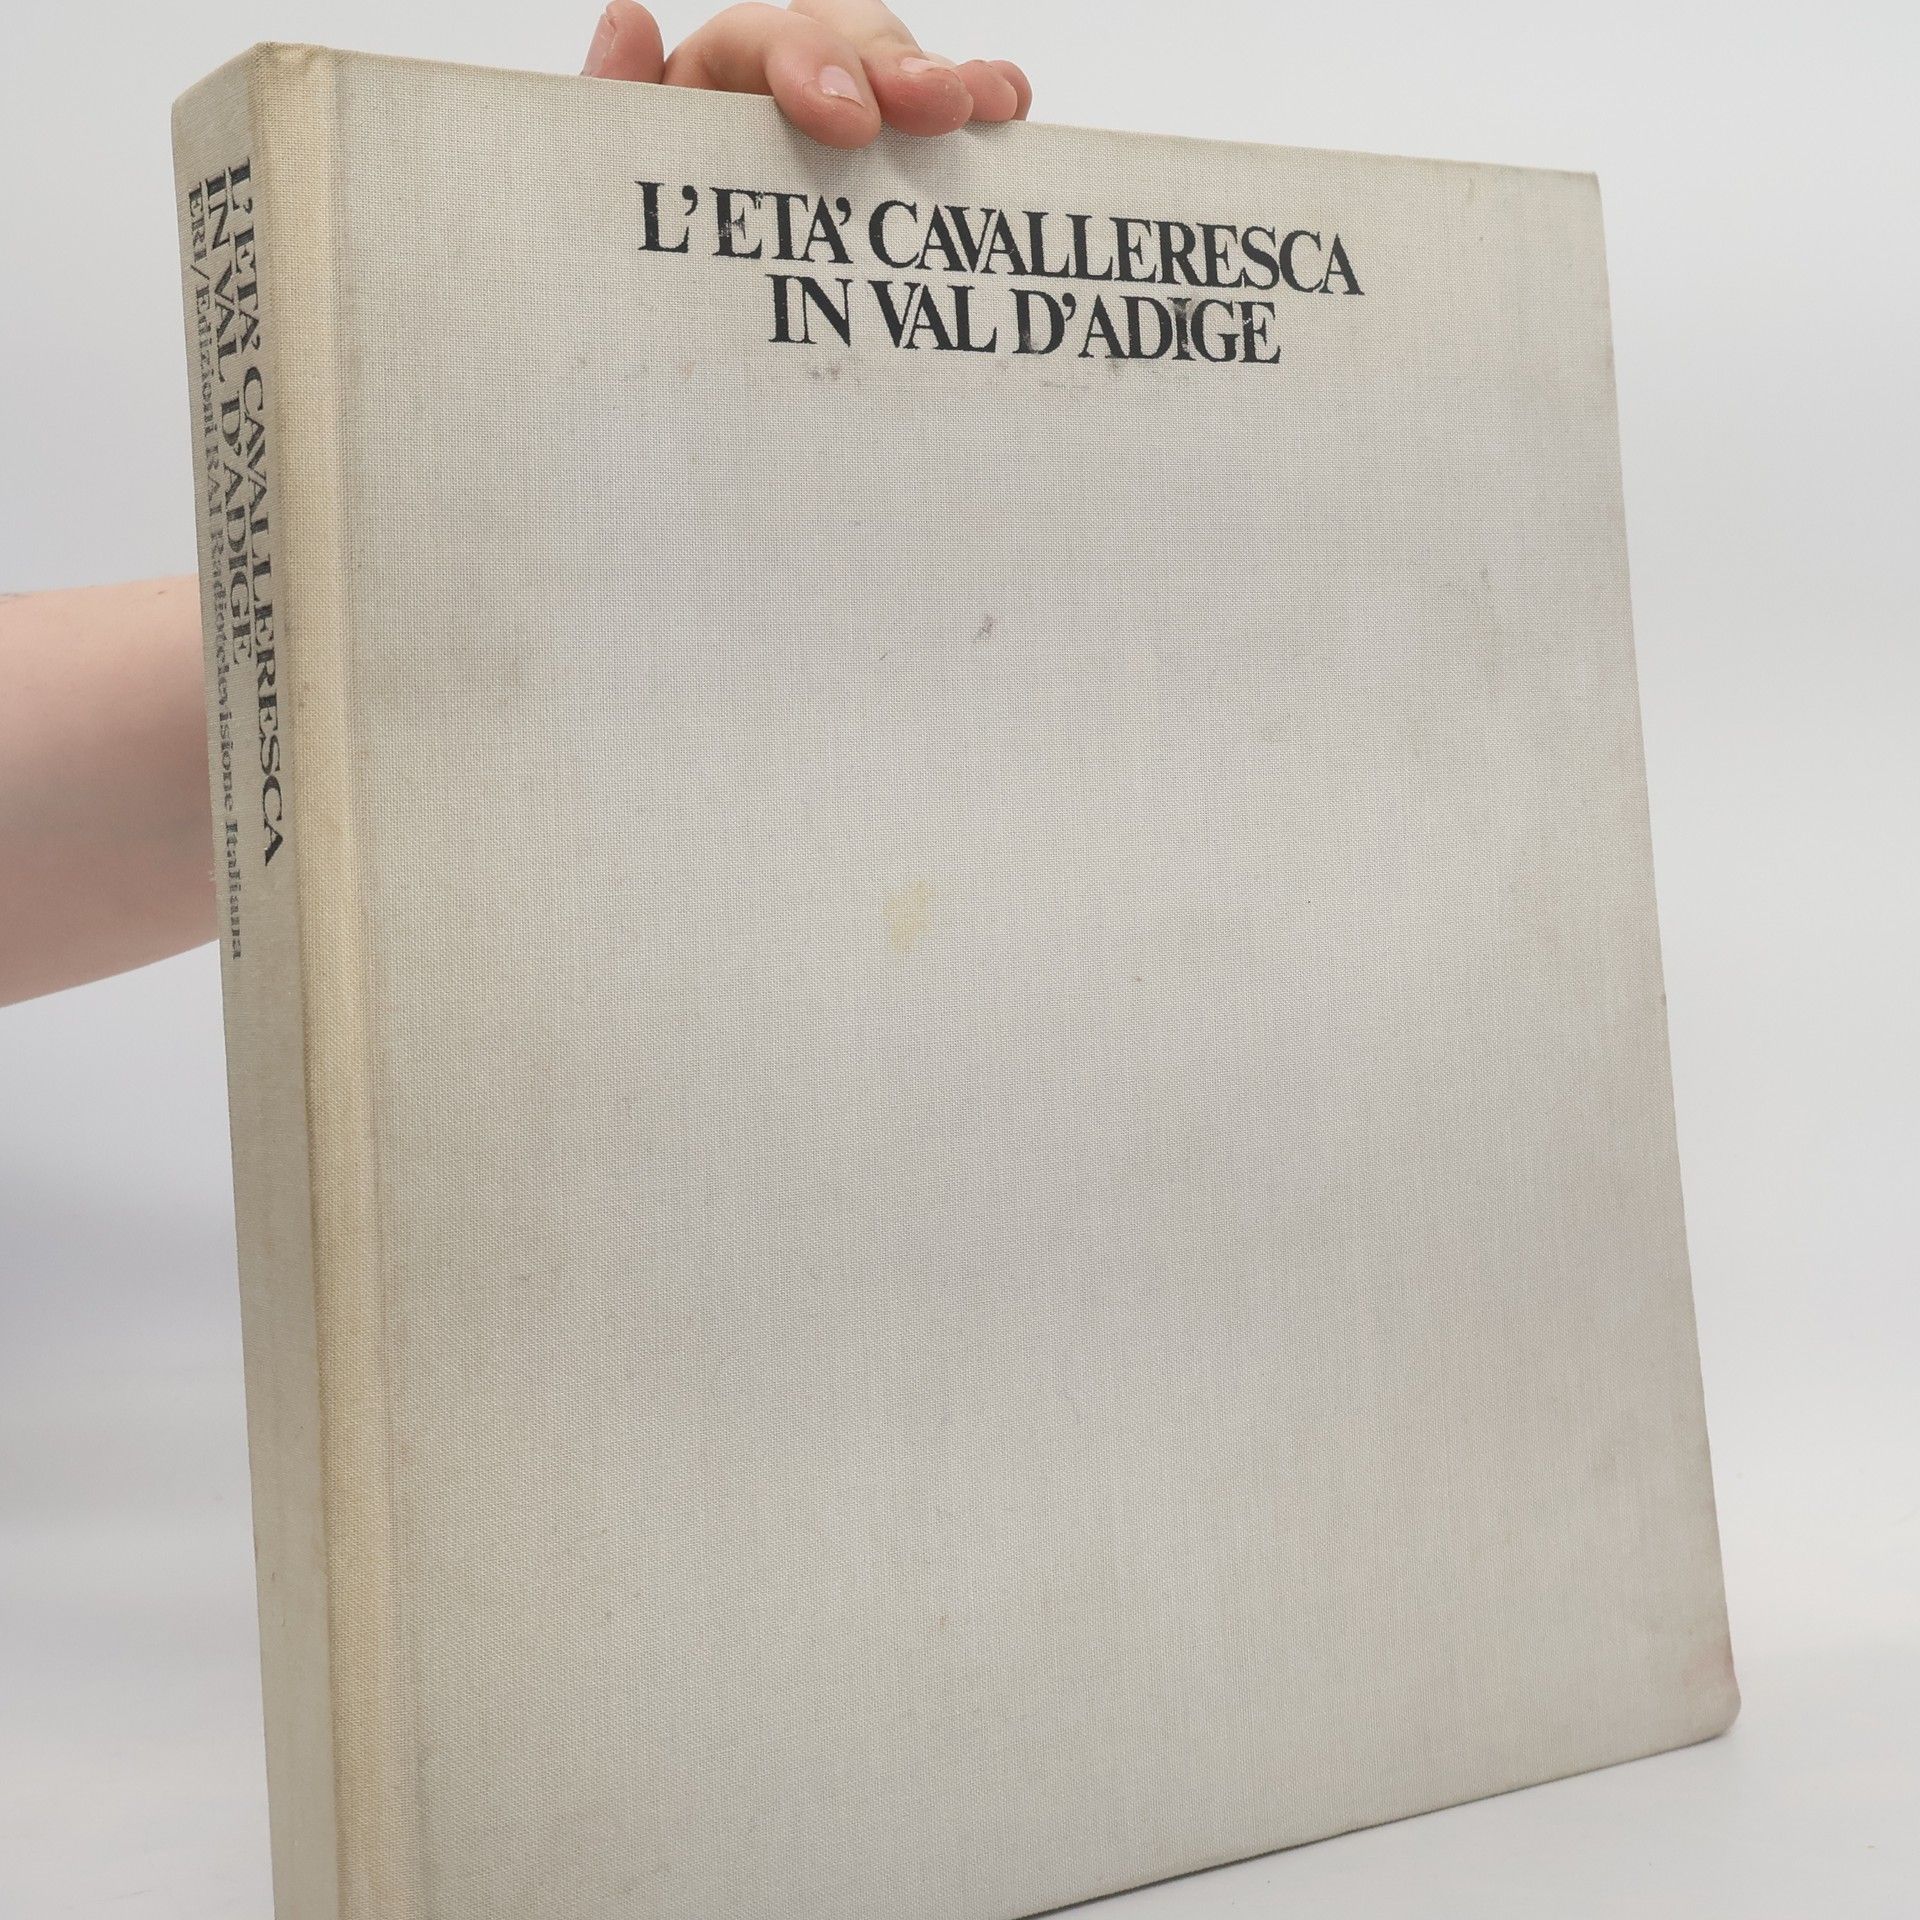 L'ETA' CAVALLERESCA
IN VAL D'ADIGE
L'ETA' CAVALLERESCA
IN VAL D'ADIGE
ERI/Edizioni RAI Radiotelevisione Italiana